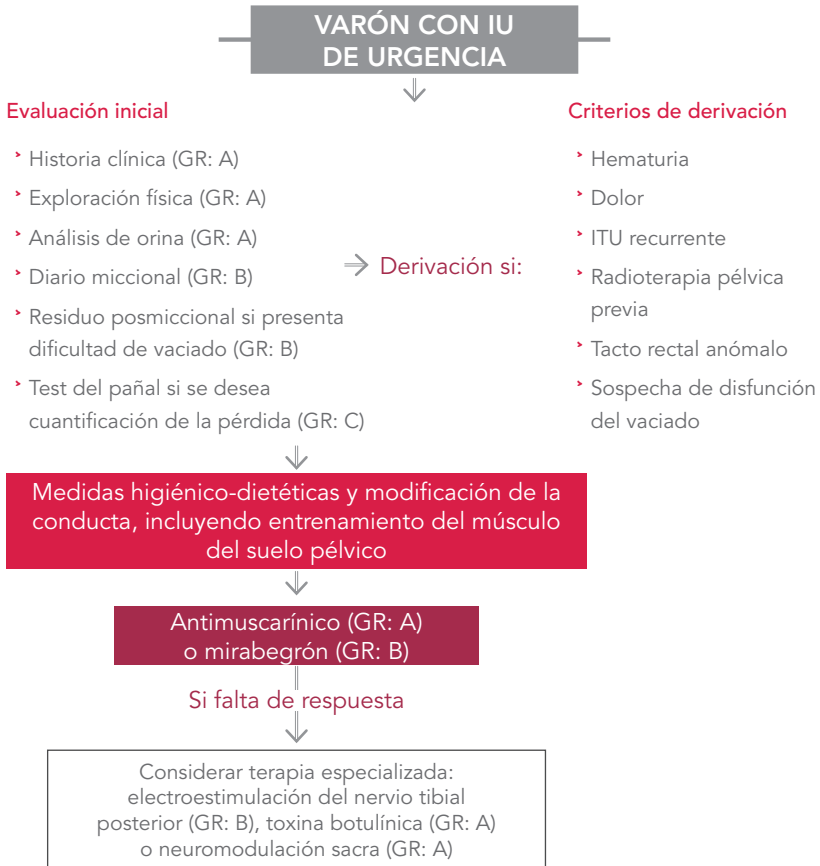 VARÓN CON IU
DE URGENCIA
Evaluación inicial
Historia clínica (GR: A)
Exploración física (GR: A)
Análisis de orina (GR: A)
Diario miccional (GR: B)
Residuo posmiccional si presenta
dificultad de vaciado (GR: B)
Test del pañal si se desea
cuantificación de la pérdida (GR: C)
Derivación si:
Criterios de derivación
Hematuria
Dolor
ITU recurrente
Radioterapia pélvica
previa
Tacto rectal anómalo
Sospecha de disfunción
del vaciado
Medidas higiénico-dietéticas y modificación de la
conducta, incluyendo entrenamiento del músculo
del suelo pélvico
Antimuscarínico (GR: A)
o mirabegrón (GR: B)
Si falta de respuesta
Considerar terapia especializada:
electroestimulación del nervio tibial
posterior (GR: B), toxina botulínica (GR: A)
o neuromodulación sacra (GR: A)